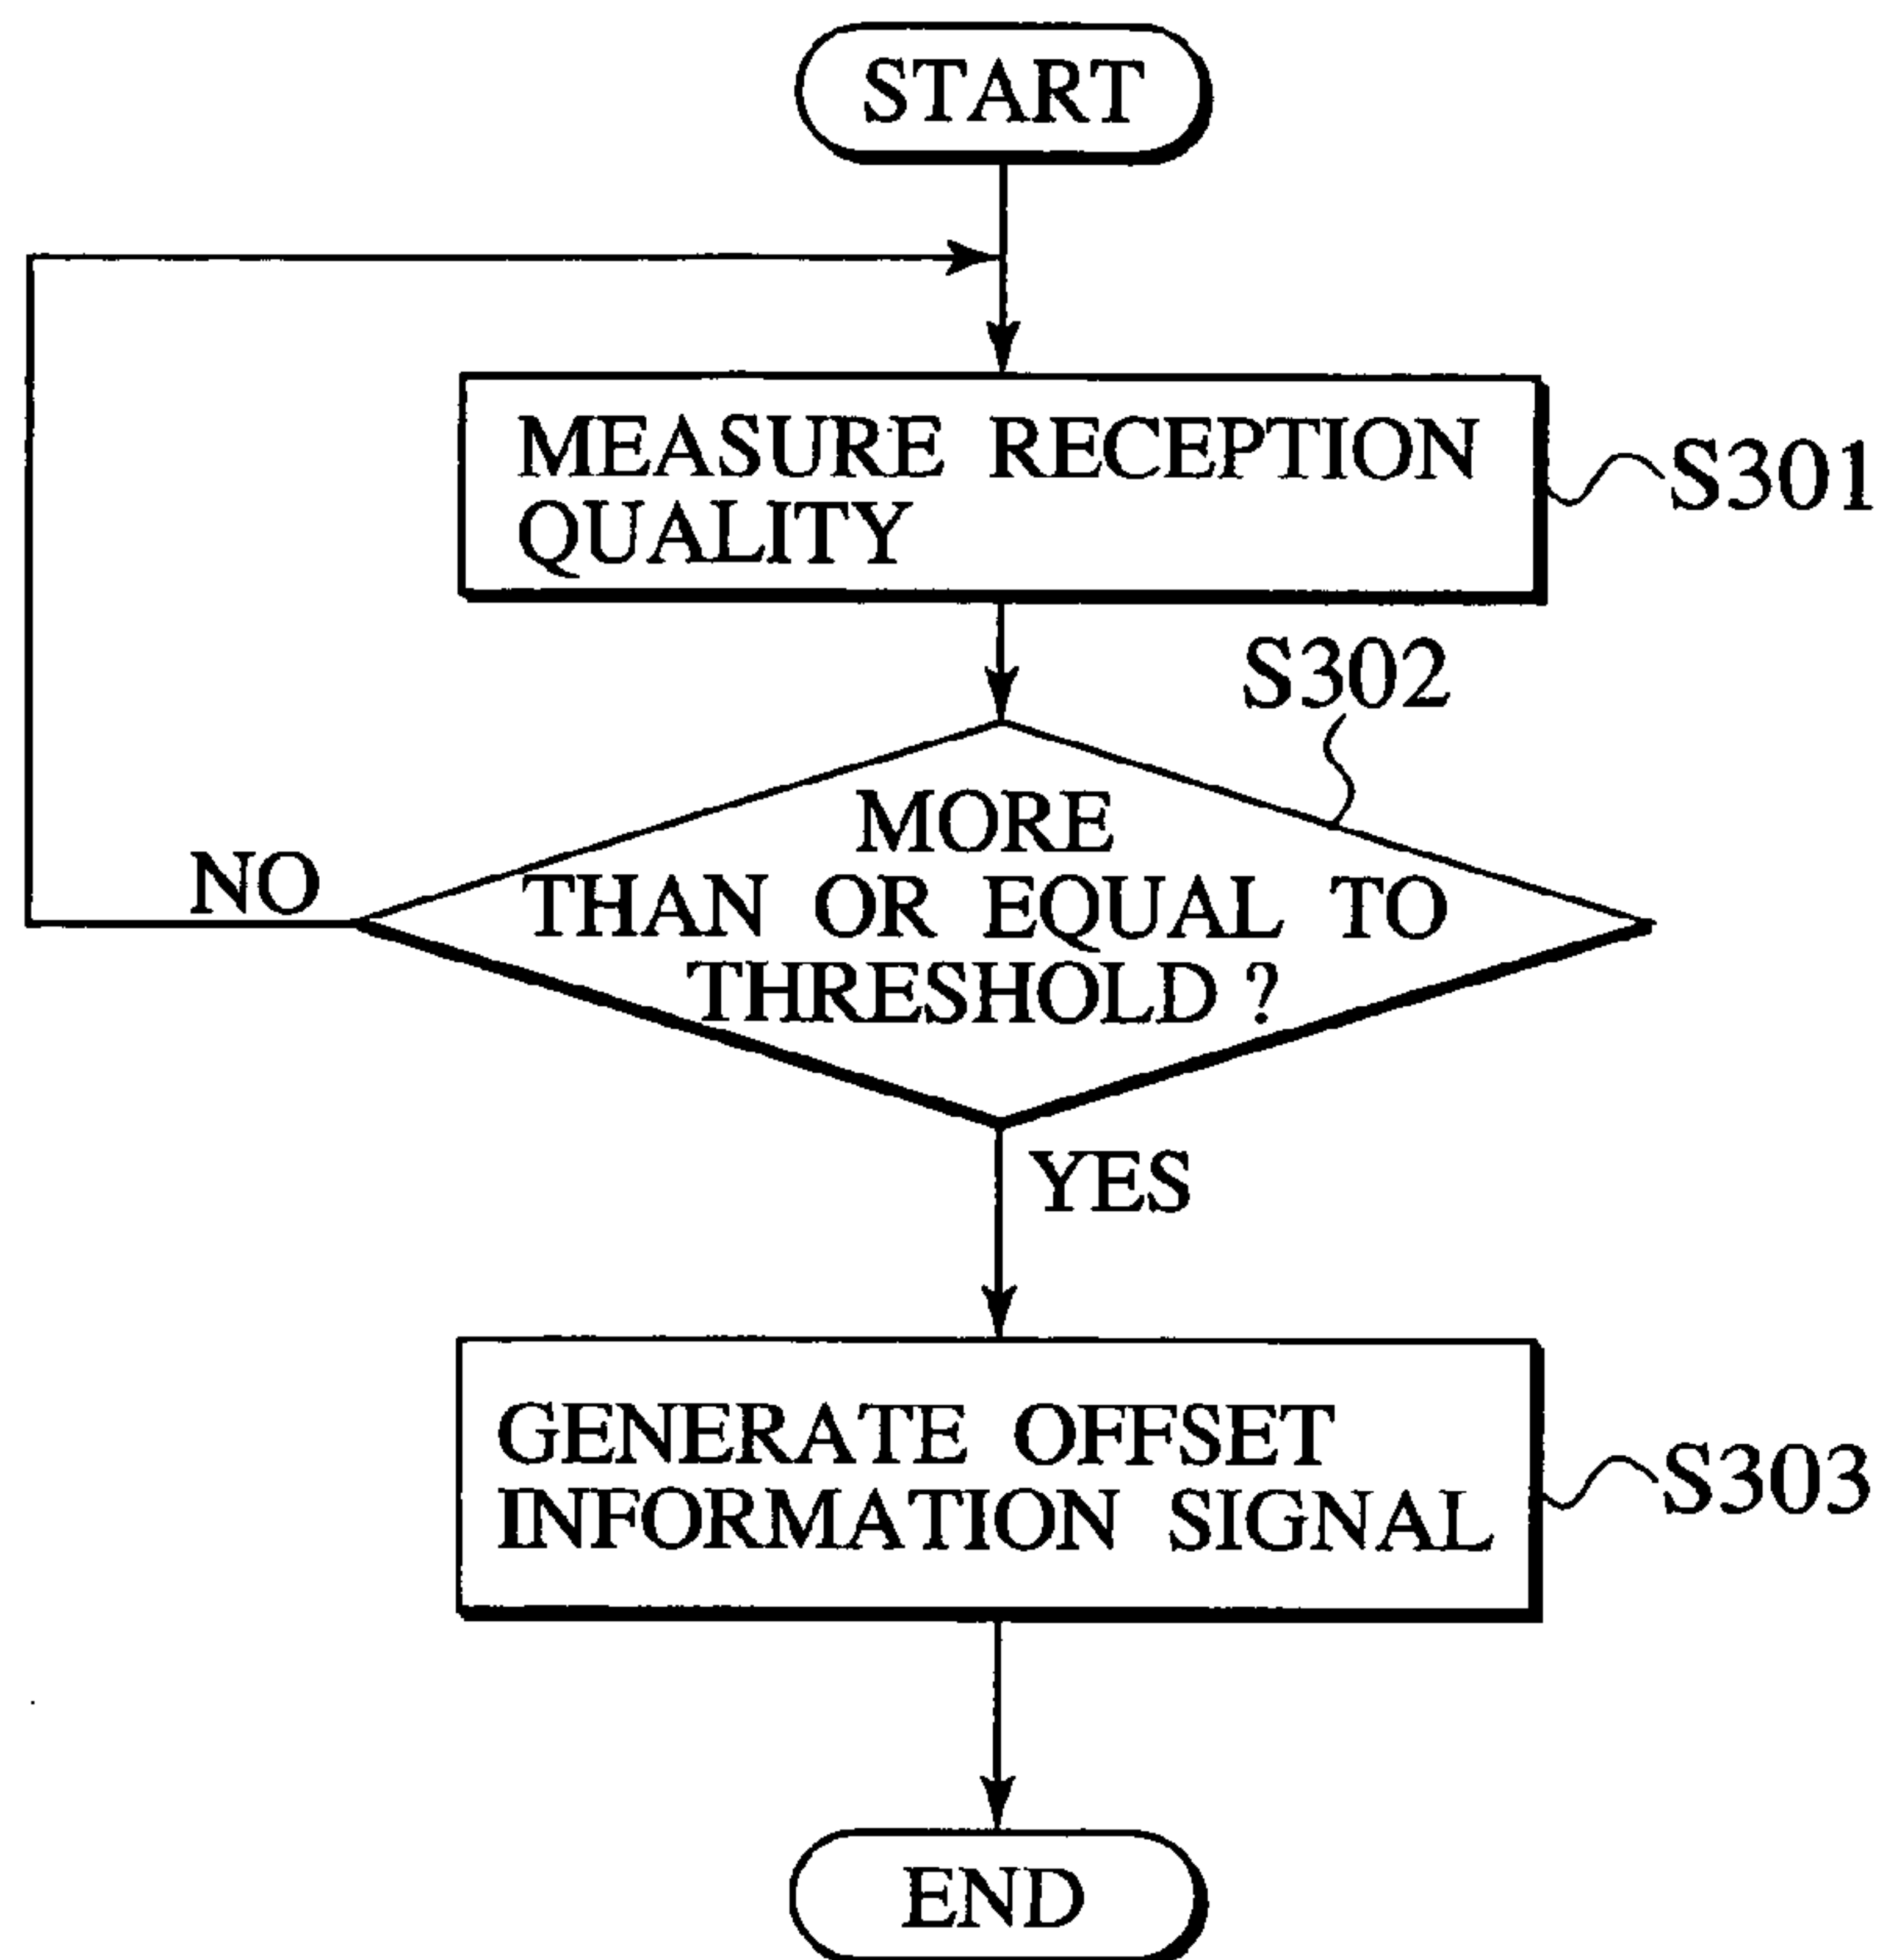 START
MEASURE RECEPTION
QUALITY
S301
S302
MORE
THAN OR EQUAL TO
THRESHOLD ?
NO
YES
GENERATE OFFSET
INFORMATION SIGNAL
S303
END